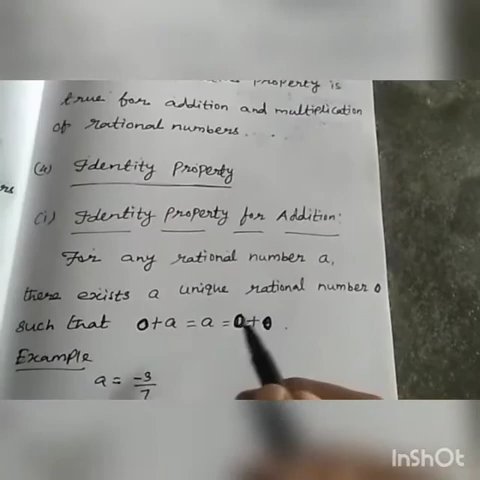 property is
true for addition and multiplication
of rational numbers.
(4) Identity Property
(i) Identity Property for Addition:
For any rational number a,
there exists a unique rational number 0
such that 0+a = a = 0+0.
Example
a = -3/7
InShOt